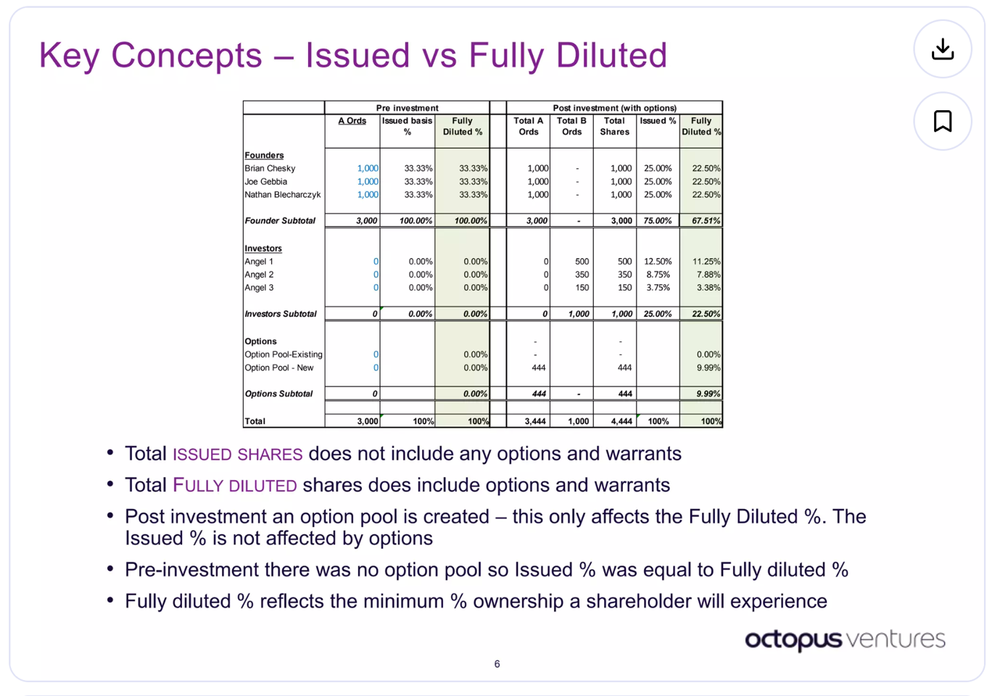 Key Concepts – Issued vs Fully Diluted
Pre investment Post investment (with options)
A Ords Issued basis % Fully Diluted % Total A Ords Total B Ords Total Shares Issued % Fully Diluted %
Founders
Brian Chesky 1,000 33.33% 33.33% 1,000 - 1,000 25.00% 22.50%
Joe Gebbia 1,000 33.33% 33.33% 1,000 - 1,000 25.00% 22.50%
Nathan Blecharczyk 1,000 33.33% 33.33% 1,000 - 1,000 25.00% 22.50%
Founder Subtotal 3,000 100.00% 100.00% 3,000 - 3,000 75.00% 67.51%
Investors
Angel 1 0 0.00% 0.00% 0 500 500 12.50% 11.25%
Angel 2 0 0.00% 0.00% 0 350 350 8.75% 7.88%
Angel 3 0 0.00% 0.00% 0 150 150 3.75% 3.38%
Investors Subtotal 0 0.00% 0.00% 0 1,000 1,000 25.00% 22.50%
Options - -
Option Pool-Existing 0 0.00% - - 0.00%
Option Pool - New 0 0.00% 444 444 9.99%
Options Subtotal 0 0.00% 444 - 444 9.99%
Total 3,000 100% 100% 3,444 1,000 4,444 100% 100%
• Total ISSUED SHARES does not include any options and warrants
• Total FULLY DILUTED shares does include options and warrants
• Post investment an option pool is created – this only affects the Fully Diluted %. The
Issued % is not affected by options
• Pre-investment there was no option pool so Issued % was equal to Fully diluted %
• Fully diluted % reflects the minimum % ownership a shareholder will experience
octopus ventures
6